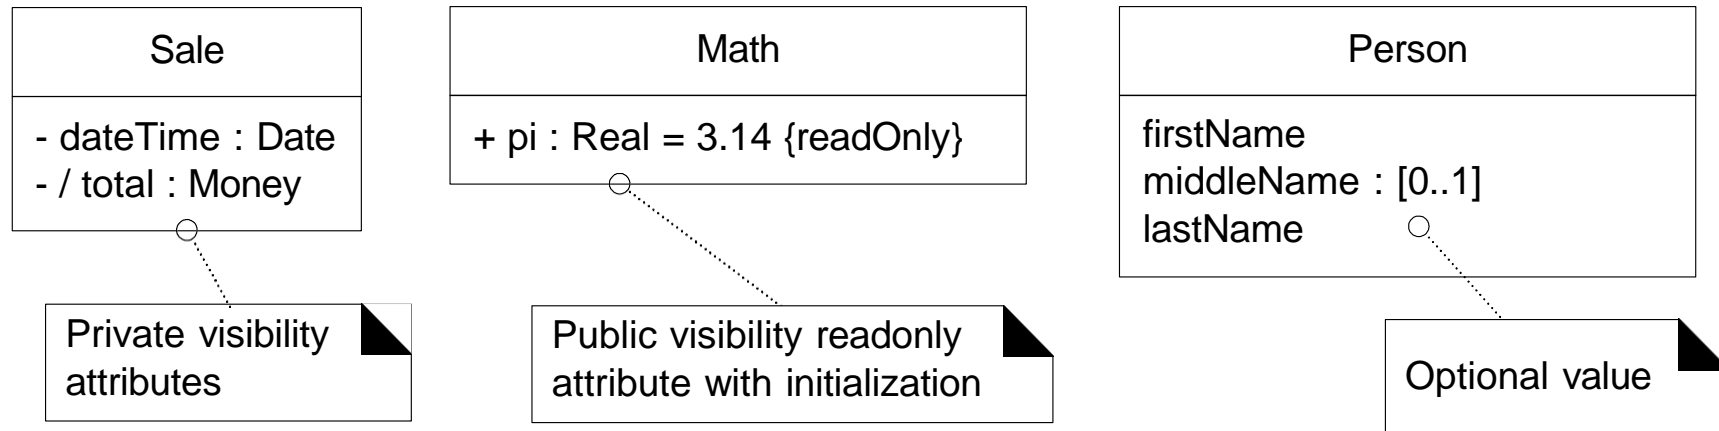 Sale
- dateTime : Date
- / total : Money
Private visibility
attributes
Math
+ pi : Real = 3.14 {readOnly}
Public visibility readonly
attribute with initialization
Person
firstName
middleName : [0..1]
lastName
Optional value